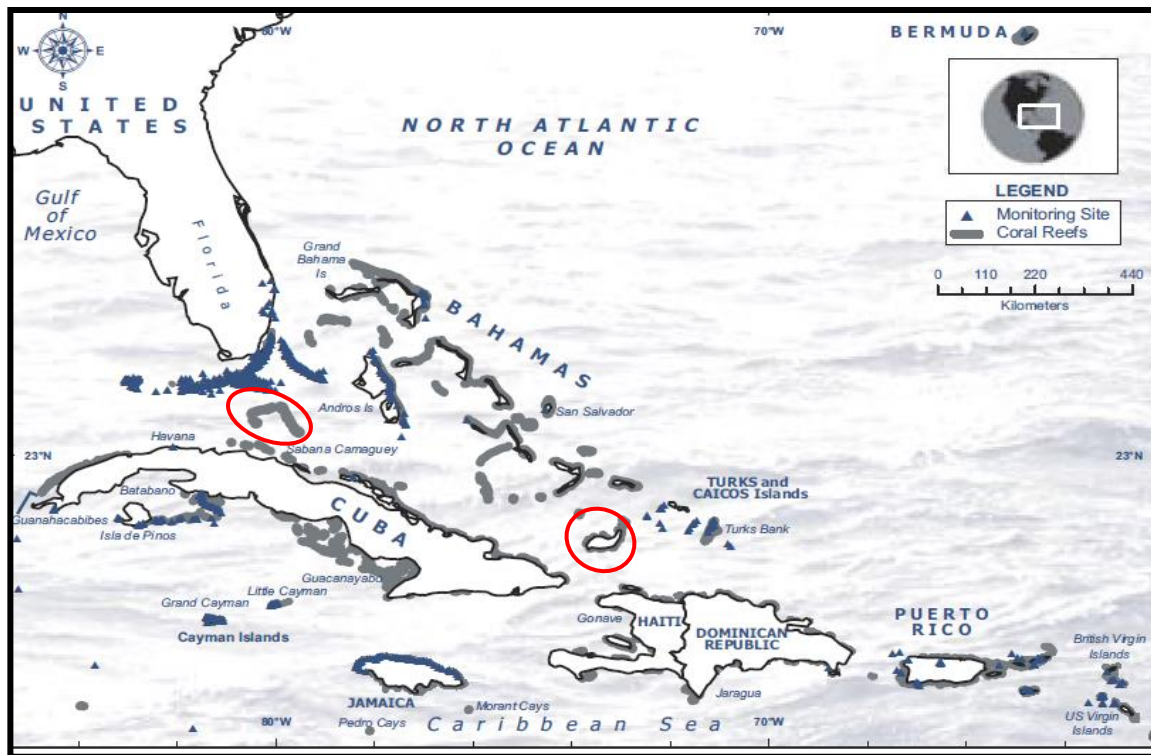 N
W E
S
80°W
70°W
BERMUDA
UNITED
STATES
NORTH ATLANTIC
OCEAN
Gulf
of
Mexico
Florida
LEGEND
Monitoring Site
Coral Reefs
0 110 220 440
Kilometers
Grand
Bahama
Is
BAHAMAS
Andros Is
San Salvador
Havana
Sabana Camaguey
23°N
23°N
TURKS and
CAICOS Islands
Turks Bank
Batabano
CUBA
Guanahacabibes
Isla de Pinos
Guacanayabo
Little Cayman
Grand Cayman
Cayman Islands
Gonave
HAITI
DOMINICAN
REPUBLIC
PUERTO
RICO
British Virgin
Islands
JAMAICA
Jaragua
Morant Cays
Pedro Cays
Caribbean Sea
US Virgin
Islands
80°W
70°W